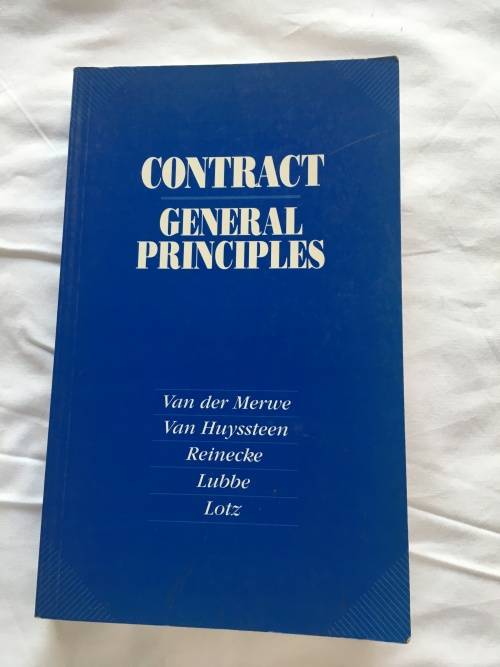 CONTRACT
GENERAL
PRINCIPLES
Van der Merwe
Van Huyssteen
Reinecke
Lubbe
Lotz